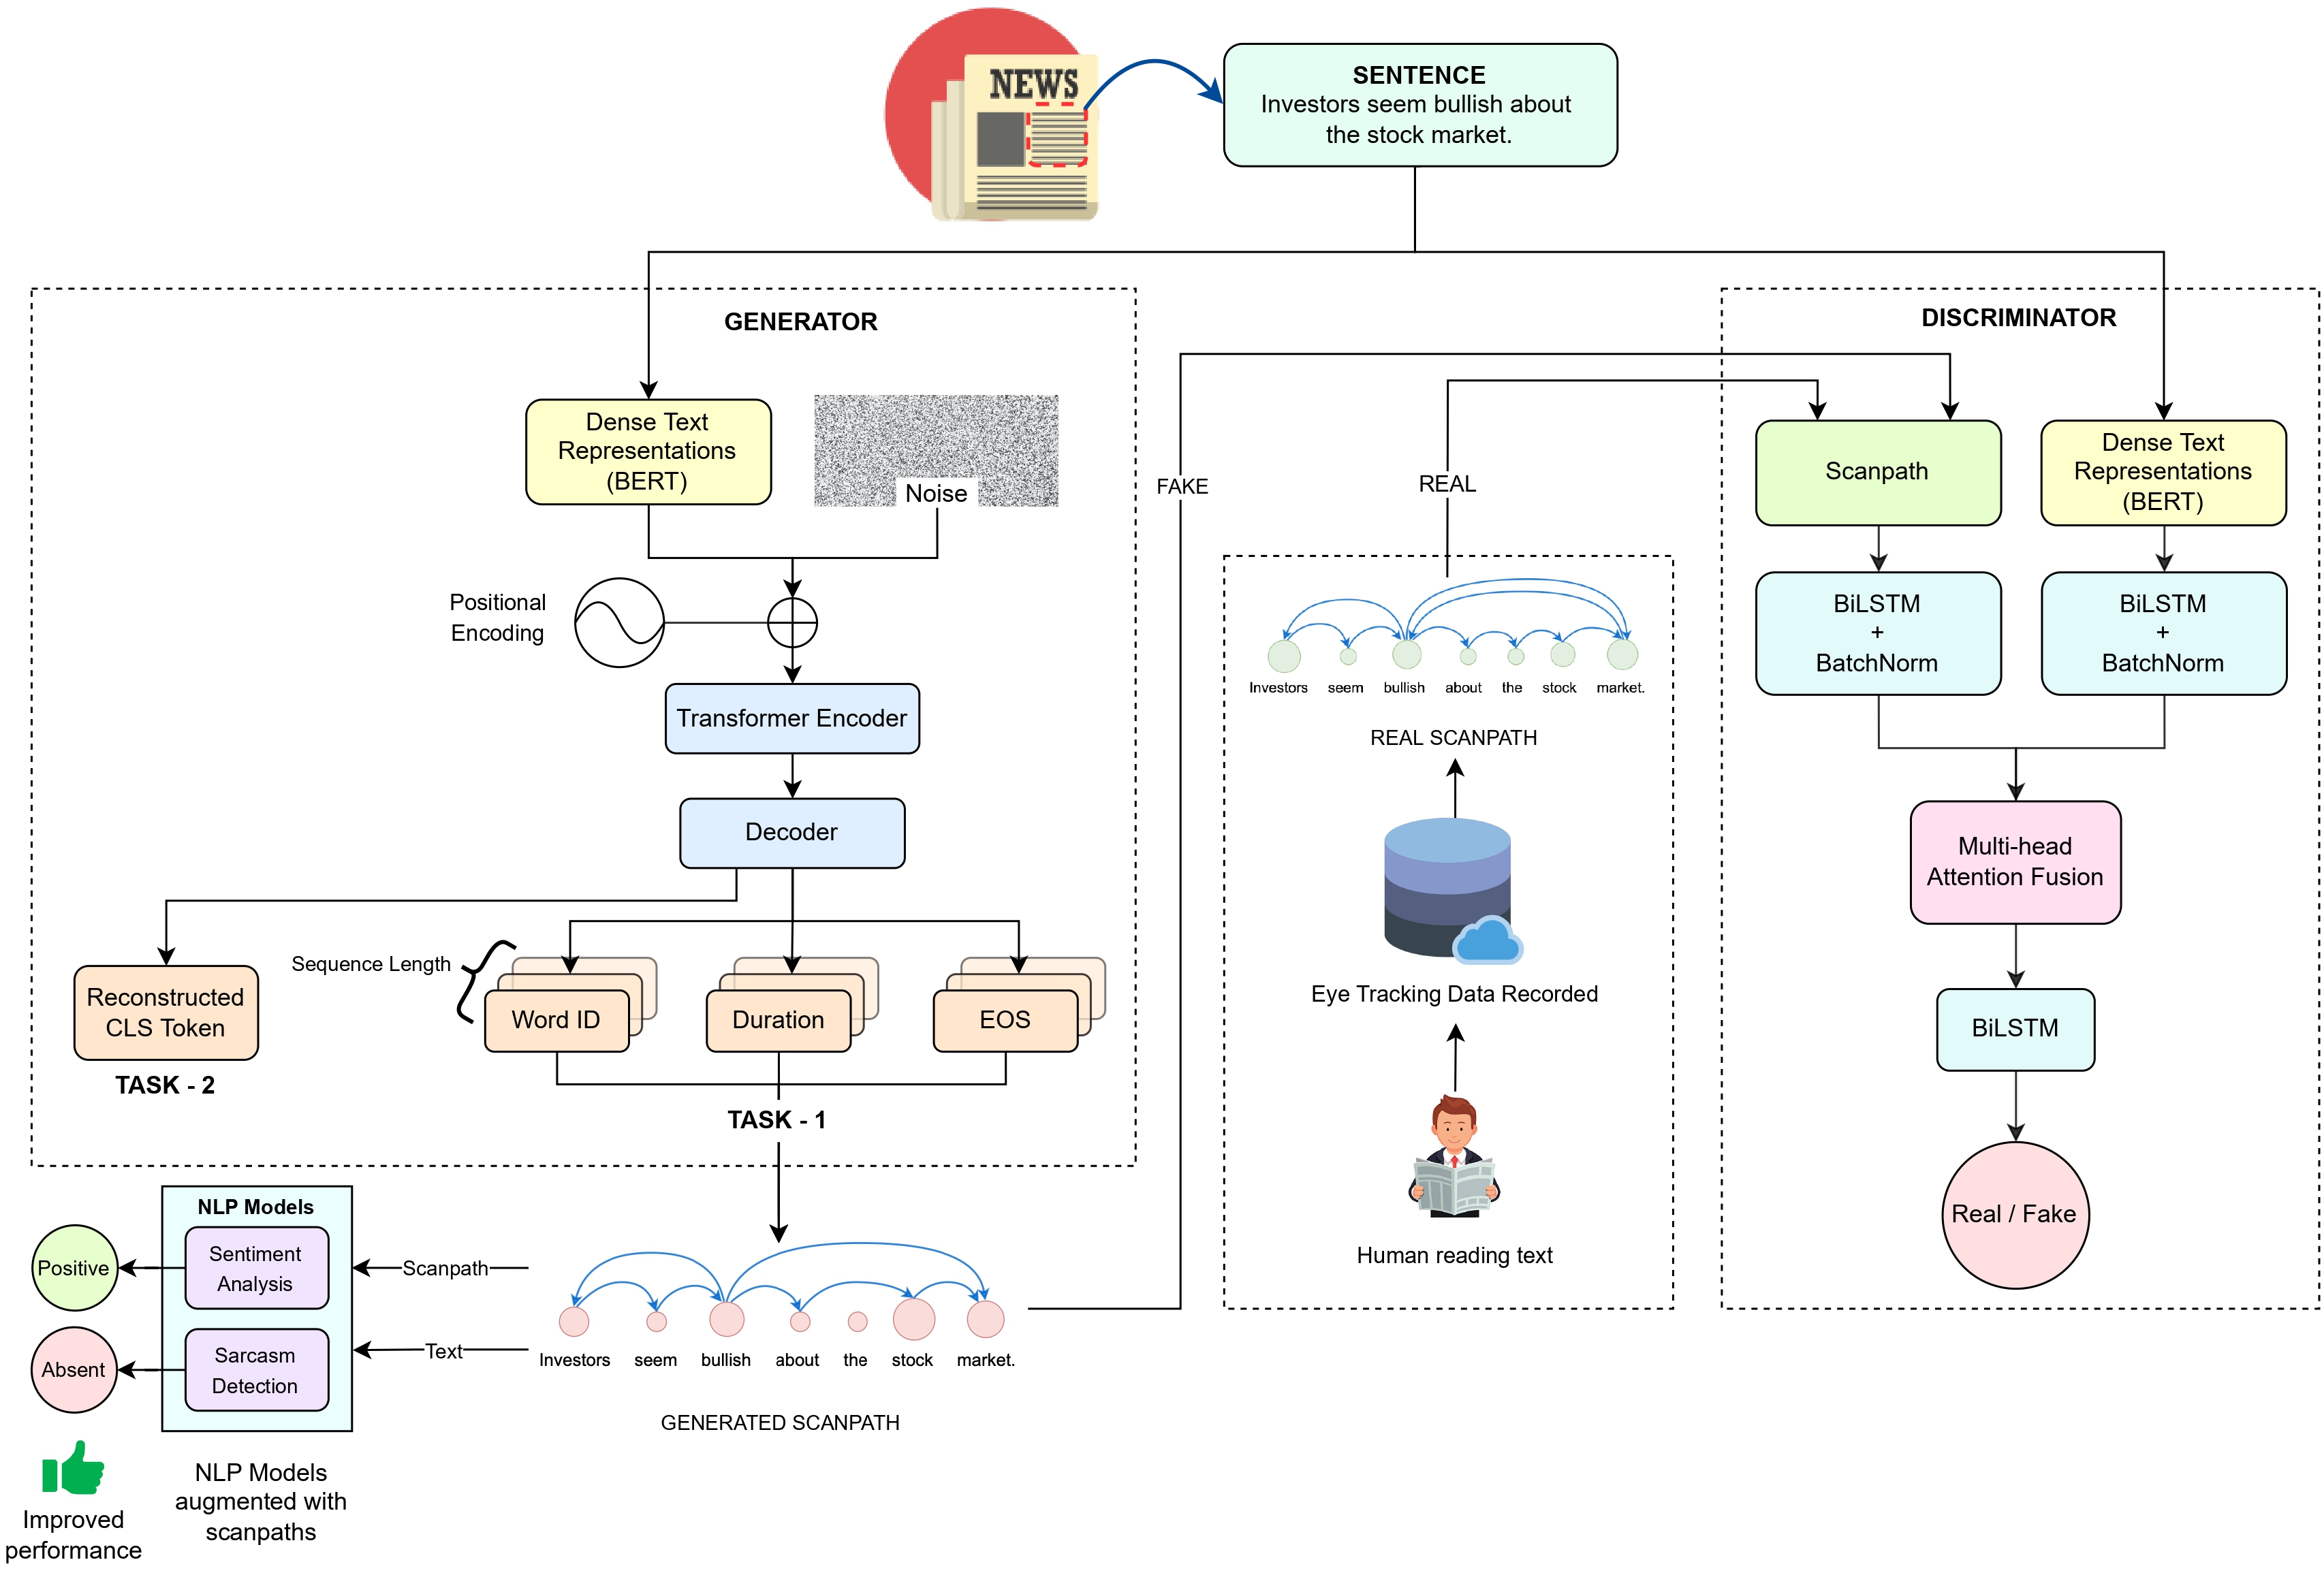 NEWS
SENTENCE
Investors seem bullish about
the stock market.
GENERATOR
Dense Text
Representations
(BERT)
Noise
Positional
Encoding
Transformer Encoder
Decoder
Sequence Length
Reconstructed
CLS Token
TASK - 2
Word ID
Duration
EOS
TASK - 1
FAKE
REAL
Investors seem bullish about the stock market.
REAL SCANPATH
Eye Tracking Data Recorded
Human reading text
DISCRIMINATOR
Scanpath
Dense Text
Representations
(BERT)
BiLSTM
+
BatchNorm
BiLSTM
+
BatchNorm
Multi-head
Attention Fusion
BiLSTM
Real / Fake
NLP Models
Sentiment
Analysis
Sarcasm
Detection
Positive
Absent
Scanpath
Text
Investors seem bullish about the stock market.
GENERATED SCANPATH
NLP Models
augmented with
scanpaths
Improved
performance